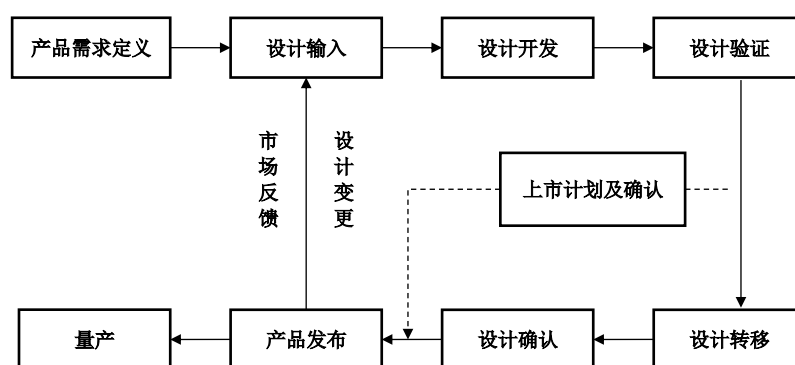 产品需求定义
设计输入
设计开发
设计验证
市场反馈
设计变更
上市计划及确认
量产
产品发布
设计确认
设计转移